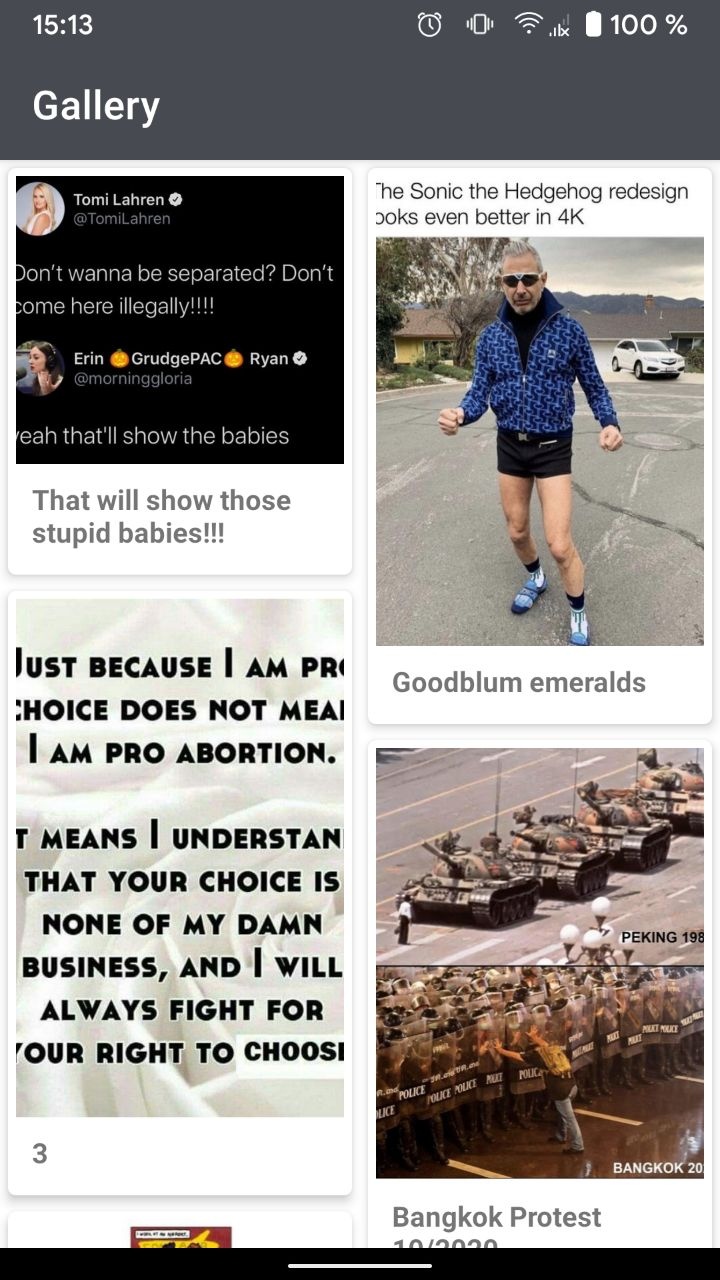 15:13
100 %
Gallery
Tomi Lahren
@TomiLahren
Don't wanna be separated? Don't
come here illegally!!!!
Erin 🎃GrudgePAC🎃 Ryan
@morninggloria
yeah that'll show the babies
That will show those
stupid babies!!!
The Sonic the Hedgehog redesign
ooks even better in 4K
Goodblum emeralds
JUST BECAUSE I AM PRO
CHOICE DOES NOT MEAN
I AM PRO ABORTION.
T MEANS I UNDERSTAN
THAT YOUR CHOICE IS
NONE OF MY DAMN
BUSINESS, AND I WILL
ALWAYS FIGHT FOR
YOUR RIGHT TO CHOOSE
3
PEKING 198
POLICE
POLICE
POLICE
POLICE
POLICE
POLICE
BANGKOK 20
Bangkok Protest
10/2020